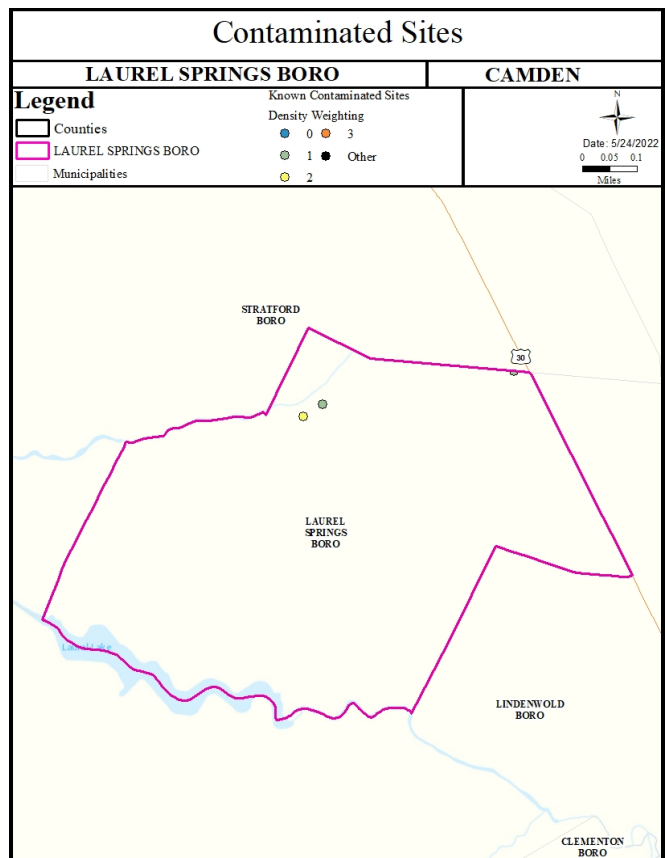 Contaminated Sites
LAUREL SPRINGS BORO
CAMDEN
Legend
Counties
LAUREL SPRINGS BORO
Municipalities
Known Contaminated Sites
Density Weighting
0
3
1
Other
2
N
Date: 5/24/2022
0 0.05 0.1
Miles
STRATFORD
BORO
30
LAUREL
SPRINGS
BORO
Laurel Lake
LINDENWOLD
BORO
CLEMENTON
BORO